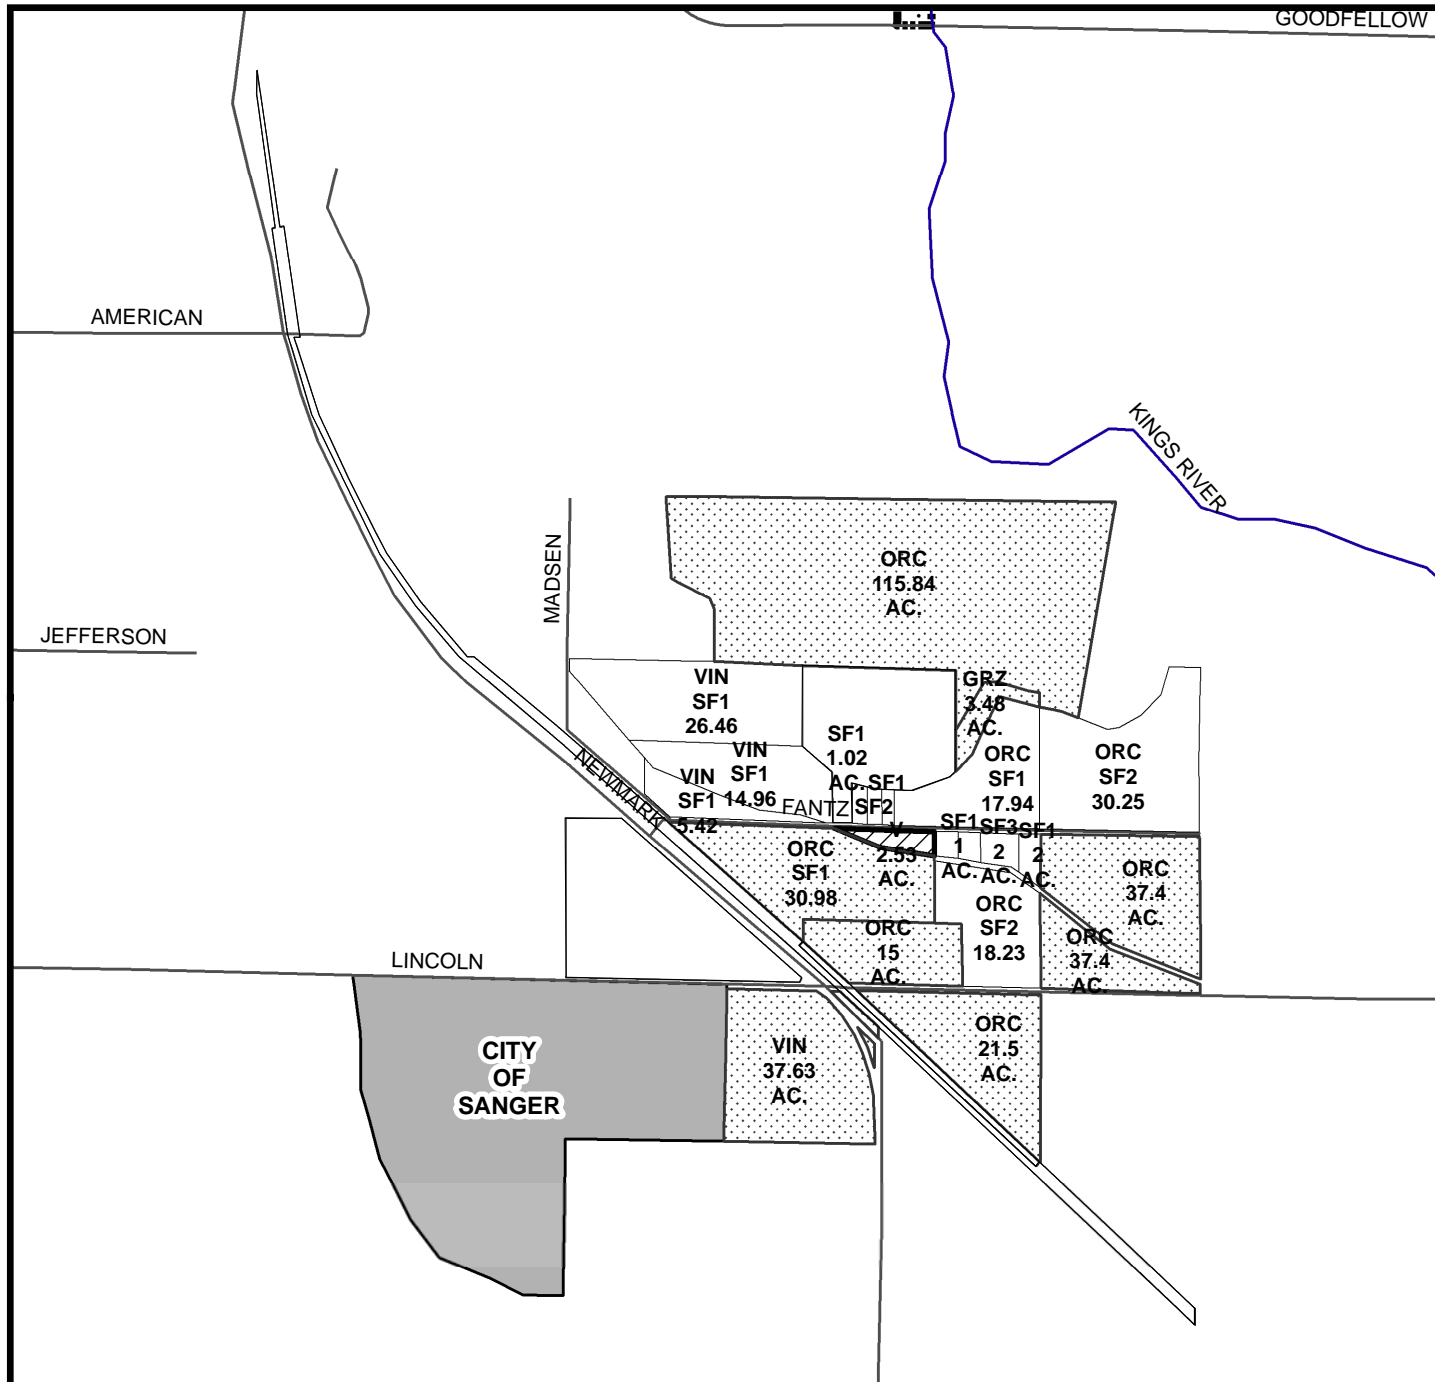 GOODFELLOW
AMERICAN
KINGS RIVER
MADSEN
ORC
115.84
AC.
JEFFERSON
VIN
SF1
26.46
GRZ
3.48
AC.
SF1
1.02
AC.
VIN
SF1
14.96
ORC
SF1
17.94
ORC
SF2
30.25
NEWMARK
VIN
SF1
5.42
SF1
SF2
FANTZ
V
2.53
AC.
SF1
1
AC.
SF3
2
AC.
SF1
2
AC.
ORC
SF1
30.98
ORC
37.4
AC.
ORC
SF2
18.23
ORC
15
AC.
ORC
37.4
AC.
LINCOLN
ORC
21.5
AC.
VIN
37.63
AC.
CITY
OF
SANGER